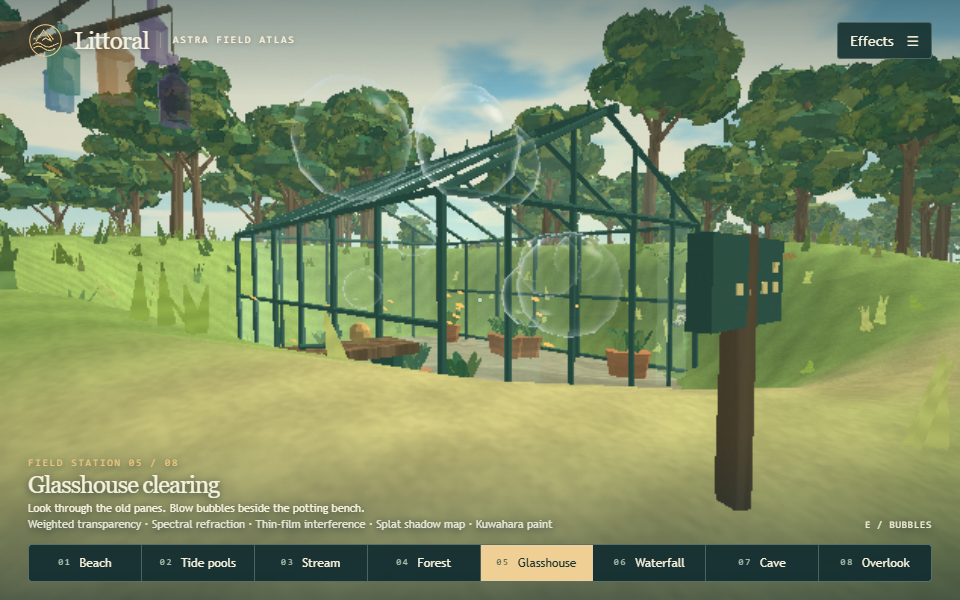 Littoral
ASTRA FIELD ATLAS
Effects
FIELD STATION 05 / 08
Glasshouse clearing
Look through the old panes. Blow bubbles beside the potting bench.
Weighted transparency · Spectral refraction · Thin-film interference · Splat shadow map · Kuwahara paint
E / BUBBLES
01 Beach
02 Tide pools
03 Stream
04 Forest
05 Glasshouse
06 Waterfall
07 Cave
08 Overlook